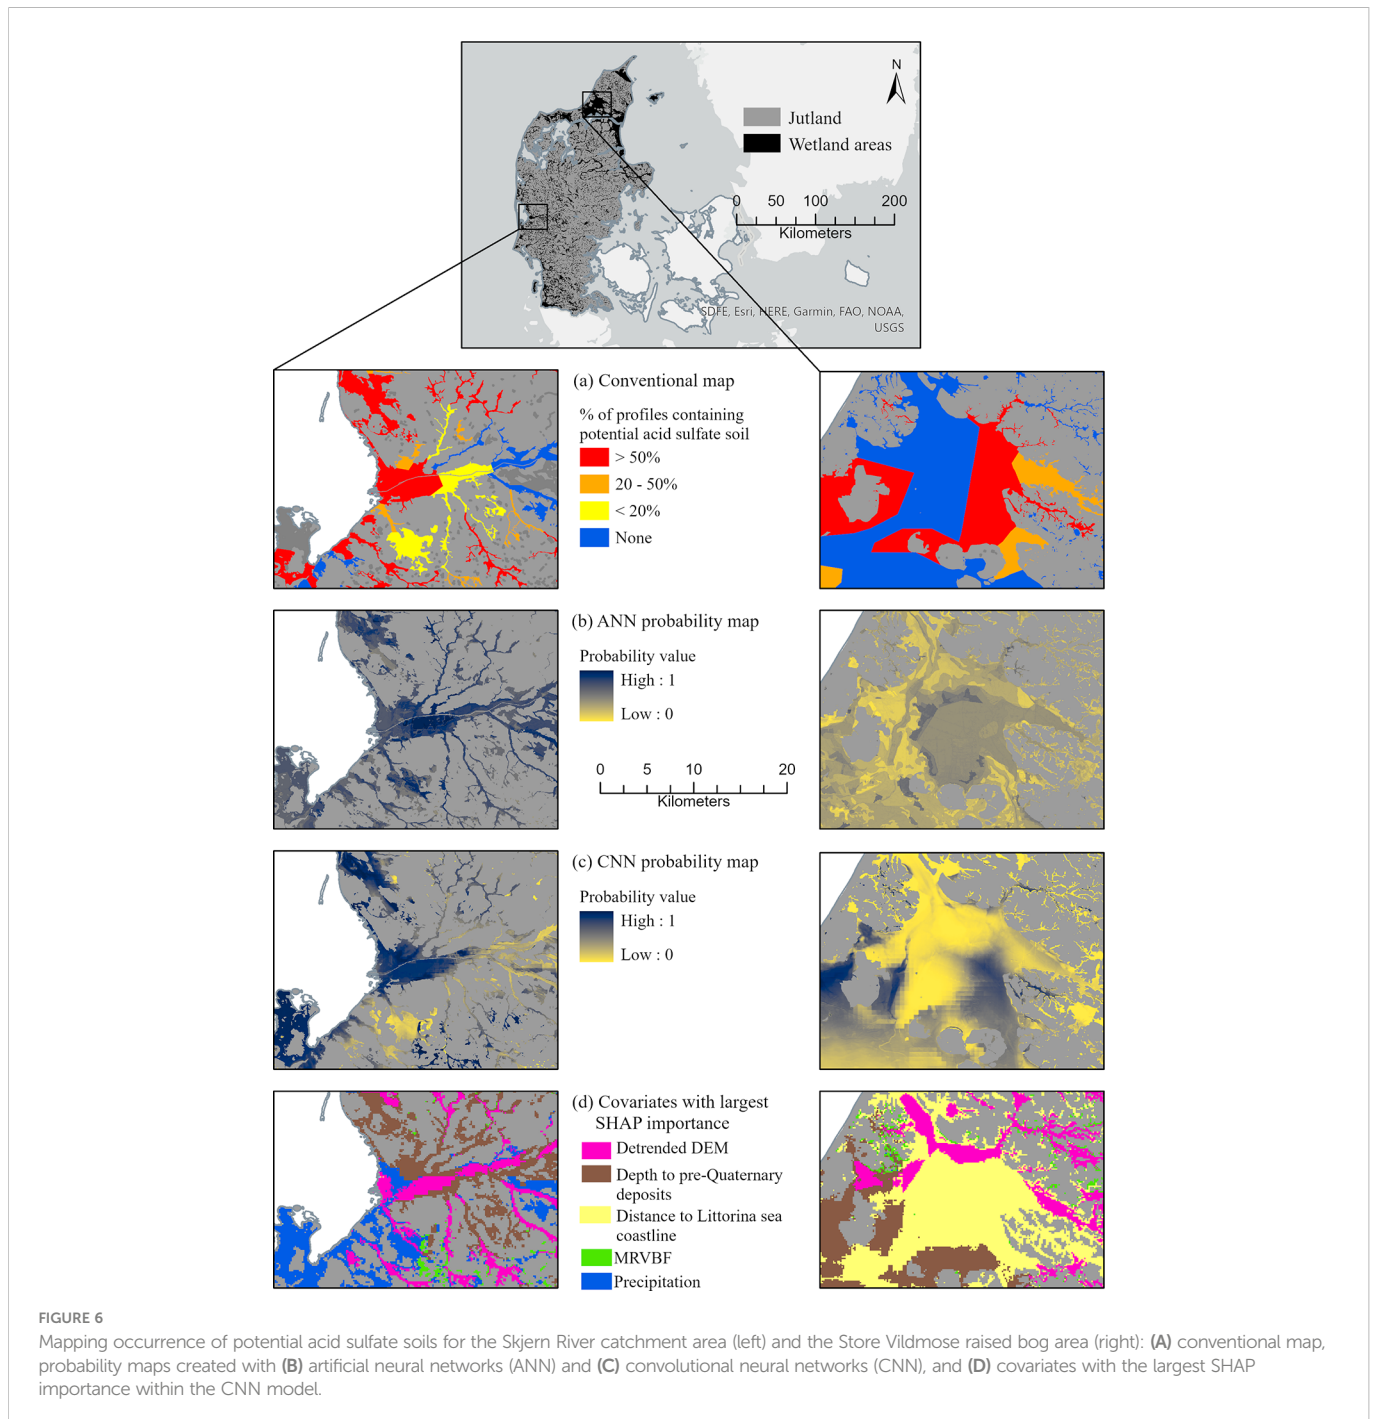 N
Jutland
Wetland areas
0 50 100 200
Kilometers
SDFE, Esri, HERE, Garmin, FAO, NOAA,
USGS
(a) Conventional map
% of profiles containing
potential acid sulfate soil
> 50%
20 - 50%
< 20%
None
(b) ANN probability map
Probability value
High : 1
Low : 0
0 5 10 20
Kilometers
(c) CNN probability map
Probability value
High : 1
Low : 0
(d) Covariates with largest
SHAP importance
Detrended DEM
Depth to pre-Quaternary
deposits
Distance to Littorina sea
coastline
MRVBF
Precipitation
FIGURE 6
Mapping occurrence of potential acid sulfate soils for the Skjern River catchment area (left) and the Store Vildmose raised bog area (right): (A) conventional map,
probability maps created with (B) artificial neural networks (ANN) and (C) convolutional neural networks (CNN), and (D) covariates with the largest SHAP
importance within the CNN model.